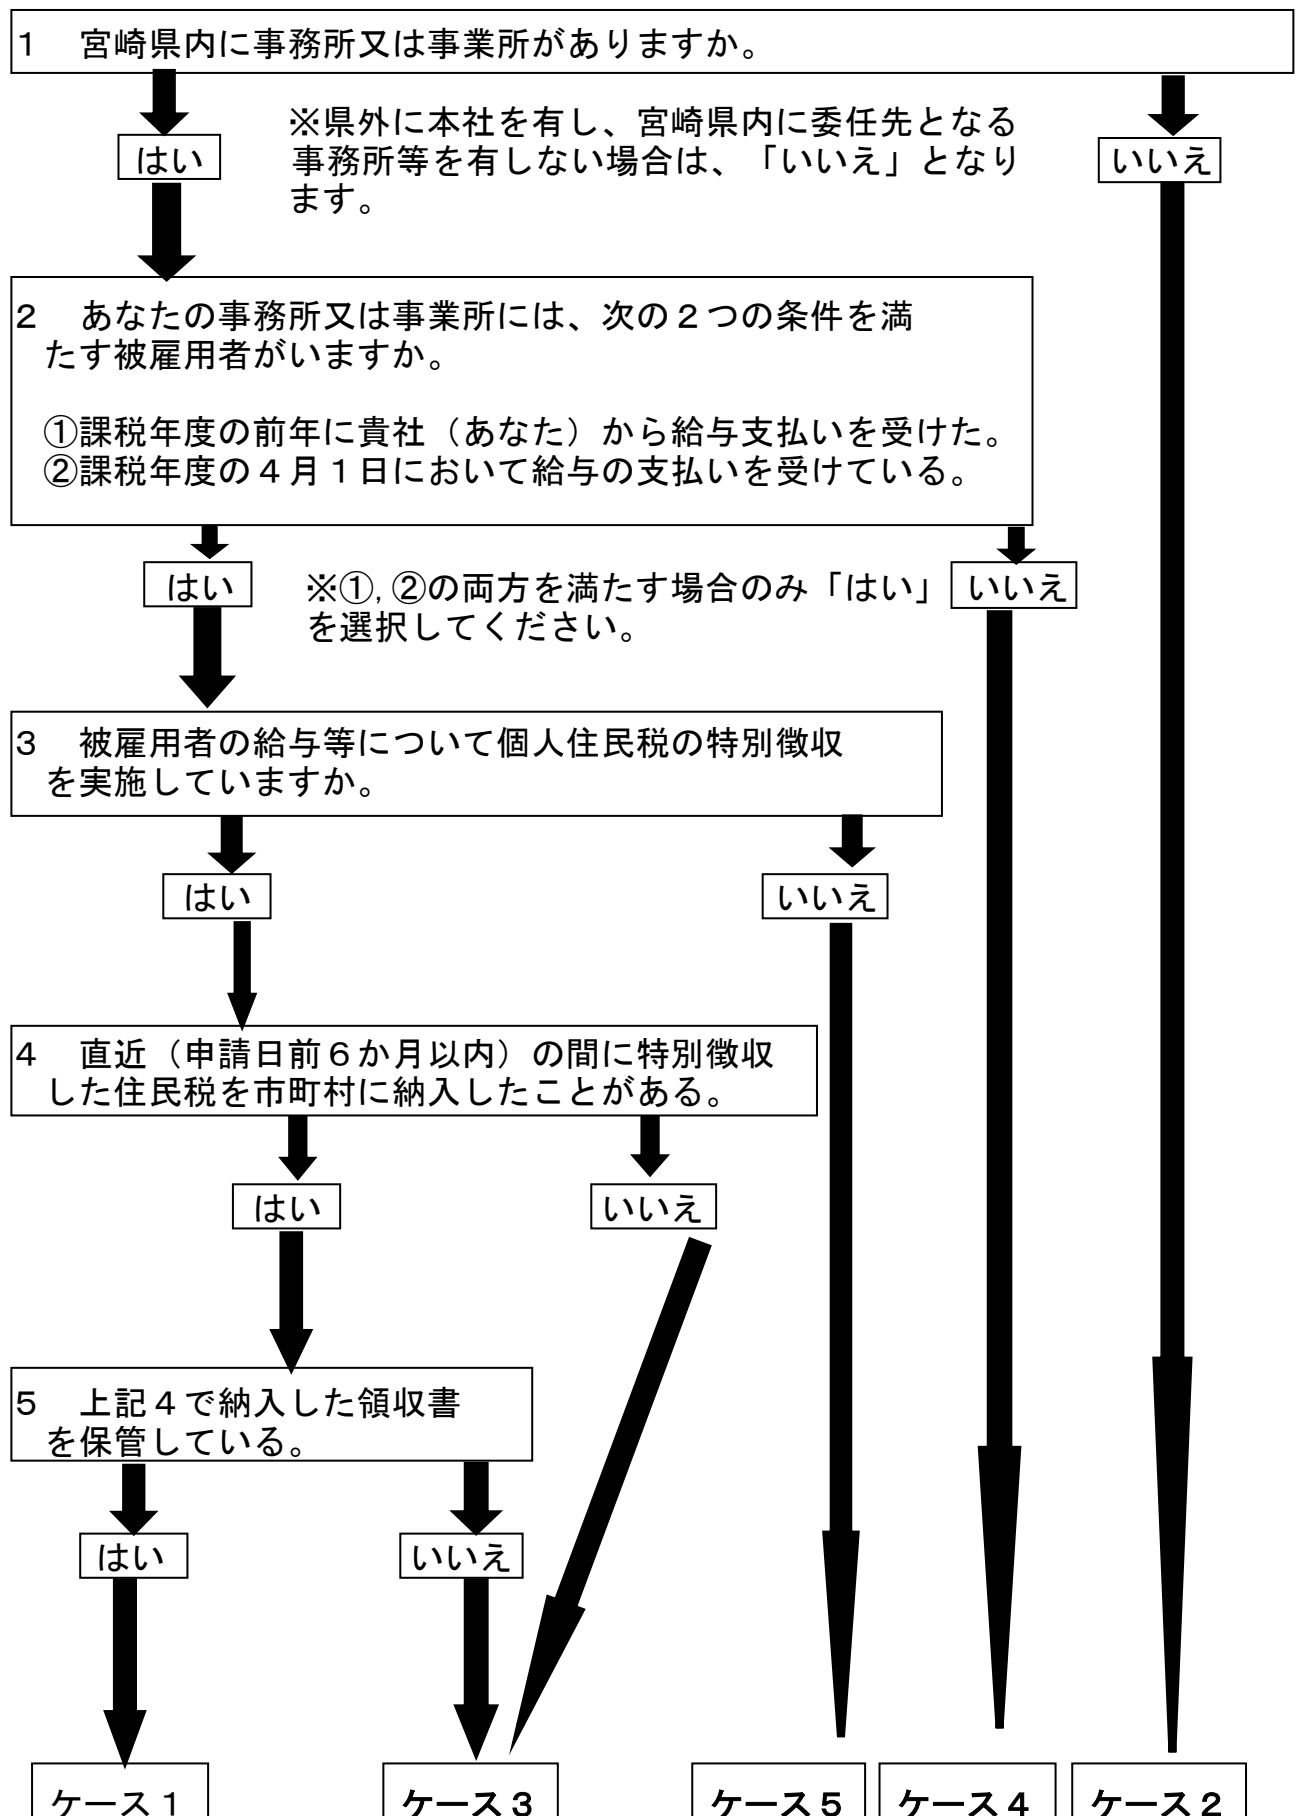 1　宮崎県内に事務所又は事業所がありますか。
※県外に本社を有し、宮崎県内に委任先となる
事務所等を有しない場合は、「いいえ」となり
ます。
はい
いいえ
2　あなたの事務所又は事業所には、次の２つの条件を満
たす被雇用者がいますか。
①課税年度の前年に貴社（あなた）から給与支払いを受けた。
②課税年度の４月１日において給与の支払いを受けている。
はい
※①,②の両方を満たす場合のみ「はい」
を選択してください。
いいえ
3　被雇用者の給与等について個人住民税の特別徴収
を実施していますか。
はい
いいえ
4　直近（申請日前６か月以内）の間に特別徴収
した住民税を市町村に納入したことがある。
はい
いいえ
5　上記４で納入した領収書
を保管している。
はい
いいえ
ケース１
ケース３
ケース５
ケース４
ケース２